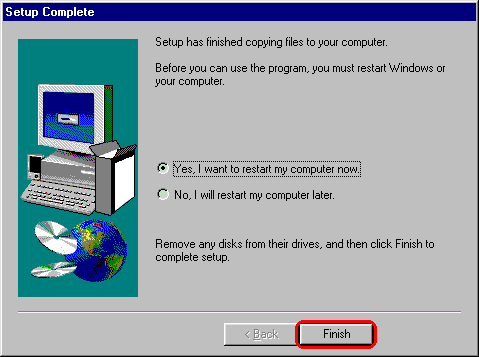 Setup Complete
Setup has finished copying files to your computer.
Before you can use the program, you must restart Windows or
your computer.
Yes, I want to restart my computer now.
No, I will restart my computer later.
Remove any disks from their drives, and then click Finish to
complete setup.
< Back
Finish